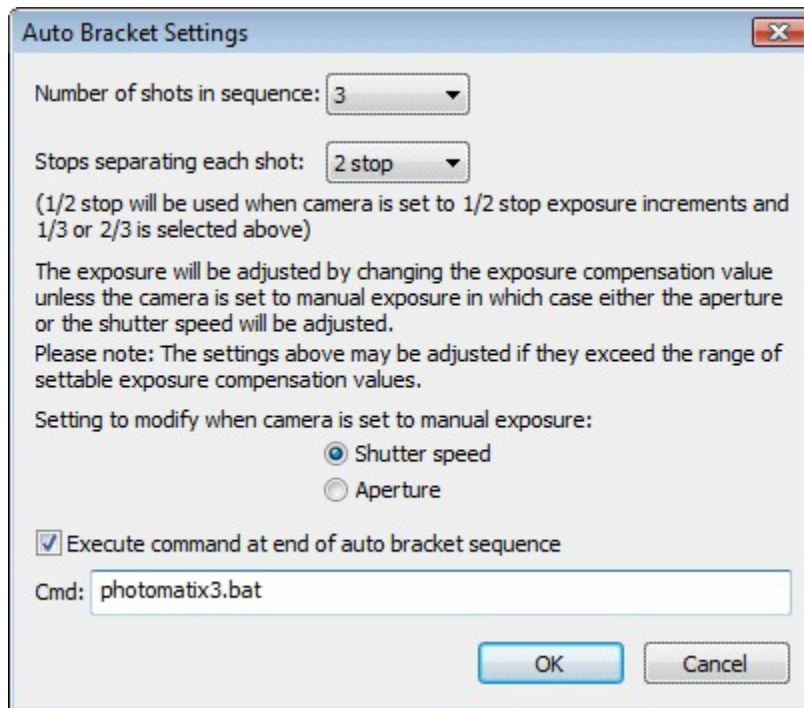 Auto Bracket Settings
Number of shots in sequence: 3
Stops separating each shot: 2 stop
(1/2 stop will be used when camera is set to 1/2 stop exposure increments and
1/3 or 2/3 is selected above)
The exposure will be adjusted by changing the exposure compensation value
unless the camera is set to manual exposure in which case either the aperture
or the shutter speed will be adjusted.
Please note: The settings above may be adjusted if they exceed the range of
settable exposure compensation values.
Setting to modify when camera is set to manual exposure:
Shutter speed
Aperture
Execute command at end of auto bracket sequence
Cmd: photomatix3.bat
OK Cancel